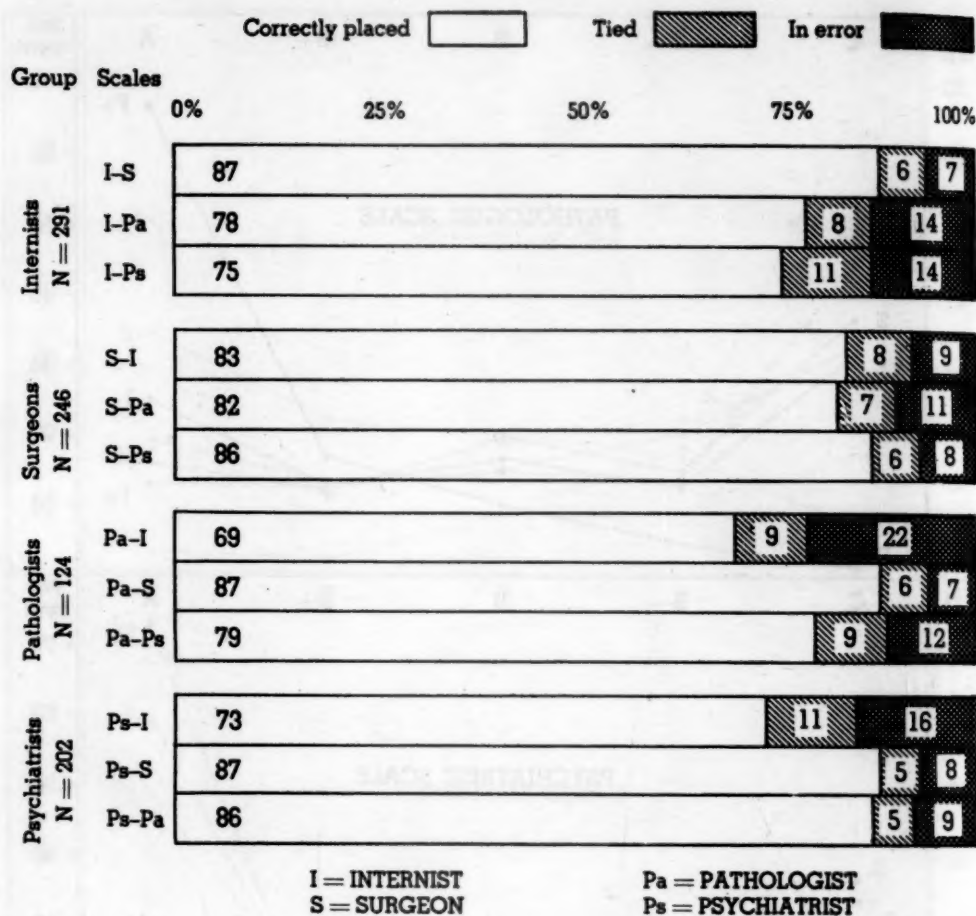 Correctly placed Tied In error
Group Scales
0% 25% 50% 75% 100%
Internists
N = 291
I–S 87 6 7
I–Pa 78 8 14
I–Ps 75 11 14
Surgeons
N = 246
S–I 83 8 9
S–Pa 82 7 11
S–Ps 86 6 8
Pathologists
N = 124
Pa–I 69 9 22
Pa–S 87 6 7
Pa–Ps 79 9 12
Psychiatrists
N = 202
Ps–I 73 11 16
Ps–S 87 5 8
Ps–Pa 86 5 9
I = INTERNIST Pa = PATHOLOGIST
S = SURGEON Ps = PSYCHIATRIST